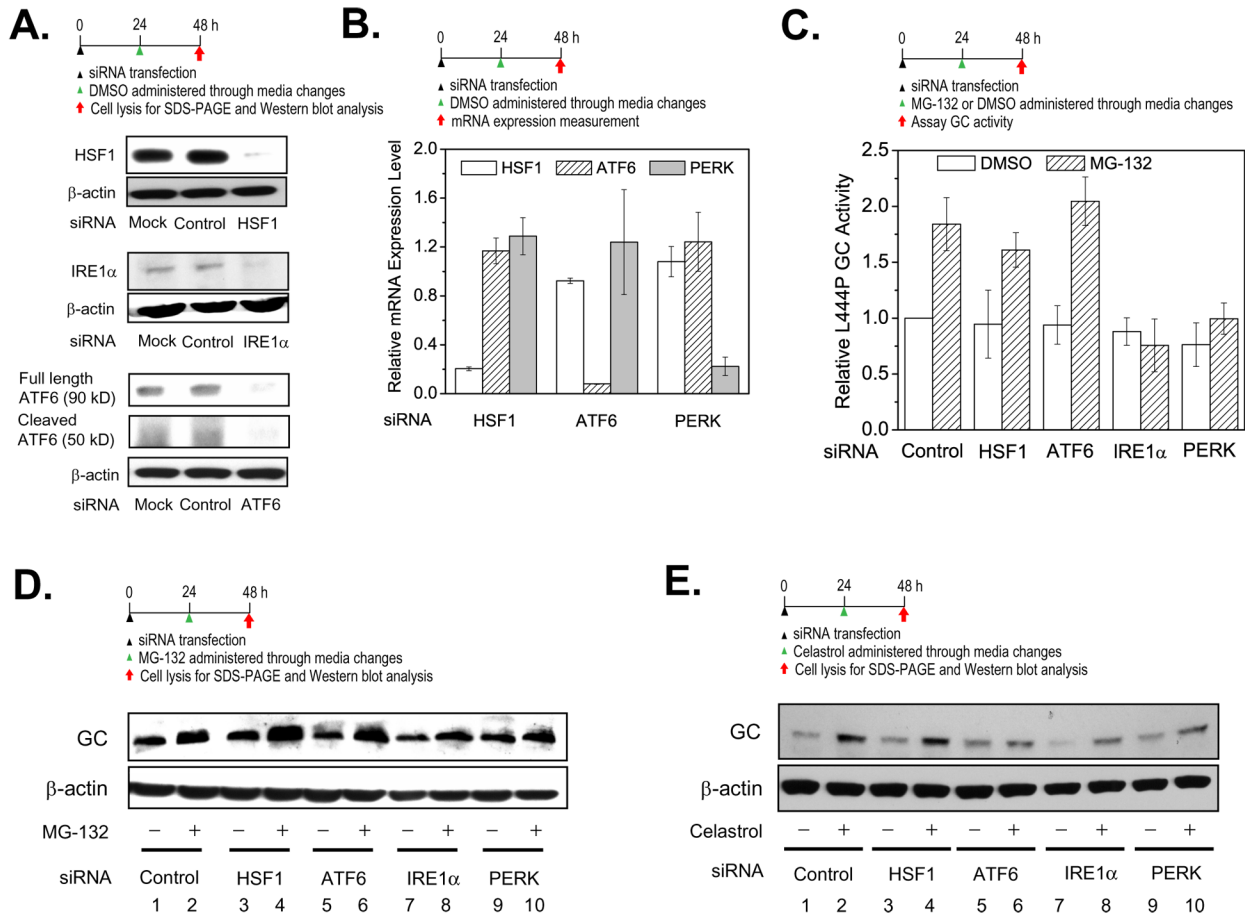 A.
0 24 48 h
siRNA transfection
DMSO administered through media changes
Cell lysis for SDS-PAGE and Western blot analysis
HSF1
β-actin
siRNA Mock Control HSF1
IRE1α
β-actin
siRNA Mock Control IRE1α
Full length
ATF6 (90 kD)
Cleaved
ATF6 (50 kD)
β-actin
siRNA Mock Control ATF6
B.
0 24 48 h
siRNA transfection
DMSO administered through media changes
mRNA expression measurement
Relative mRNA Expression Level
2.0
1.6
1.2
0.8
0.4
0.0
HSF1 ATF6 PERK
siRNA HSF1 ATF6 PERK
C.
0 24 48 h
siRNA transfection
MG-132 or DMSO administered through media changes
Assay GC activity
Relative L444P GC Activity
2.5
2.0
1.5
1.0
0.5
0.0
DMSO MG-132
siRNA Control HSF1 ATF6 IRE1α PERK
D.
0 24 48 h
siRNA transfection
MG-132 administered through media changes
Cell lysis for SDS-PAGE and Western blot analysis
GC
β-actin
MG-132 − + − + − + − + − +
siRNA Control HSF1 ATF6 IRE1α PERK
1 2 3 4 5 6 7 8 9 10
E.
0 24 48 h
siRNA transfection
Celastrol administered through media changes
Cell lysis for SDS-PAGE and Western blot analysis
GC
β-actin
Celastrol − + − + − + − + − +
siRNA Control HSF1 ATF6 IRE1α PERK
1 2 3 4 5 6 7 8 9 10